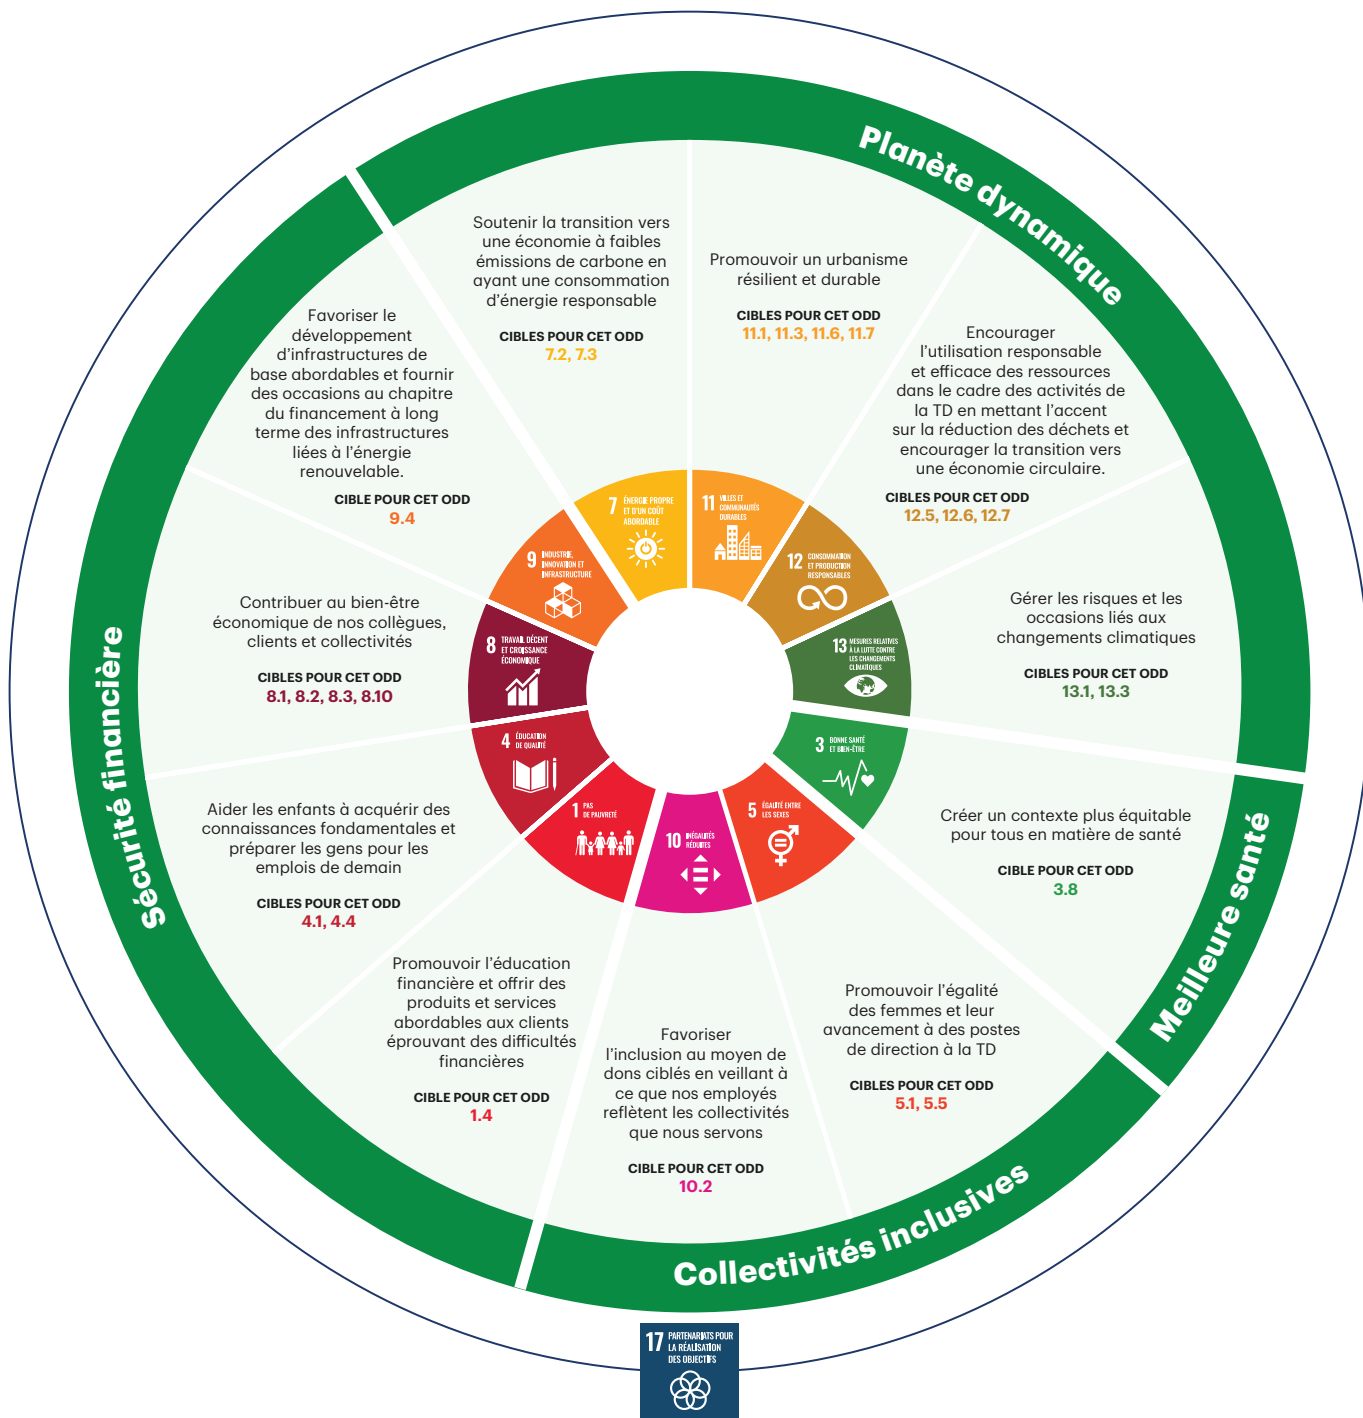 Planète dynamique
Soutenir la transition vers
une économie à faibles
émissions de carbone en
ayant une consommation
d'énergie responsable
CIBLES POUR CET ODD
7.2, 7.3
Promouvoir un urbanisme
résilient et durable
CIBLES POUR CET ODD
11.1, 11.3, 11.6, 11.7
Encourager
l'utilisation responsable
et efficace des ressources
dans le cadre des activités de
la TD en mettant l'accent
sur la réduction des déchets et
encourager la transition vers
une économie circulaire.
CIBLES POUR CET ODD
12.5, 12.6, 12.7
Gérer les risques et les
occasions liés aux
changements climatiques
CIBLES POUR CET ODD
13.1, 13.3
Meilleure santé
Créer un contexte plus équitable
pour tous en matière de santé
CIBLE POUR CET ODD
3.8
Collectivités inclusives
Promouvoir l'égalité
des femmes et leur
avancement à des postes
de direction à la TD
CIBLES POUR CET ODD
5.1, 5.5
Favoriser
l'inclusion au moyen de
dons ciblés en veillant à
ce que nos employés
reflètent les collectivités
que nous servons
CIBLE POUR CET ODD
10.2
Sécurité financière
Promouvoir l'éducation
financière et offrir des
produits et services
abordables aux clients
éprouvant des difficultés
financières
CIBLE POUR CET ODD
1.4
Aider les enfants à acquérir des
connaissances fondamentales et
préparer les gens pour les
emplois de demain
CIBLES POUR CET ODD
4.1, 4.4
Contribuer au bien-être
économique de nos collègues,
clients et collectivités
CIBLES POUR CET ODD
8.1, 8.2, 8.3, 8.10
Favoriser le
développement
d'infrastructures de
base abordables et fournir
des occasions au chapitre
du financement à long
terme des infrastructures
liées à l'énergie
renouvelable.
CIBLE POUR CET ODD
9.4
7 ÉNERGIE PROPRE
ET D'UN COÛT
ABORDABLE
11 VILLES ET
COMMUNAUTÉS
DURABLES
12 CONSOMMATION
ET PRODUCTION
RESPONSABLES
13 MESURES RELATIVES
À LA LUTTE CONTRE
LES CHANGEMENTS
CLIMATIQUES
3 BONNE SANTÉ
ET BIEN-ÊTRE
5 ÉGALITÉ ENTRE
LES SEXES
10 INÉGALITÉS
RÉDUITES
1 PAS
DE PAUVRETÉ
4 ÉDUCATION
DE QUALITÉ
8 TRAVAIL DÉCENT
ET CROISSANCE
ÉCONOMIQUE
9 INDUSTRIE,
INNOVATION ET
INFRASTRUCTURE
17 PARTENARIATS POUR
LA RÉALISATION
DES OBJECTIFS